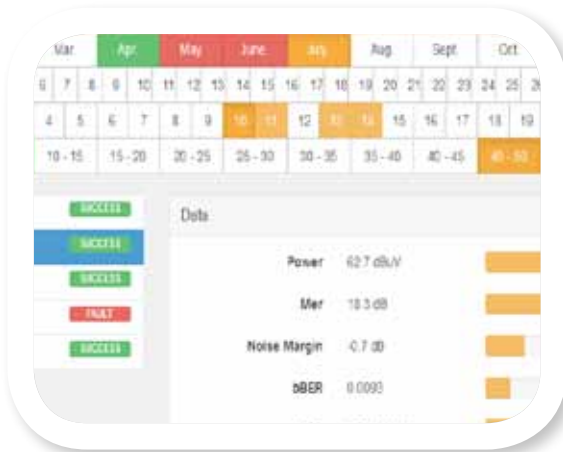 Mar Apr. May June July Aug Sept Oct
6 7 8 9 10 11 12 13 14 15 16 17 18 19 20 21 22 23 24 25
4 5 6 7 8 9 10 11 12 13 14 15 16 17 18 19
10 - 15 15 - 20 20 - 25 25 - 30 30 - 35 35 - 40 40 - 45
SUCCESS
Data
SUCCESS
Power 62.7 dBuV
SUCCESS
Mer 18.3 dB
FAULT
Noise Margin -0.7 dB
SUCCESS
bBER 0.0093